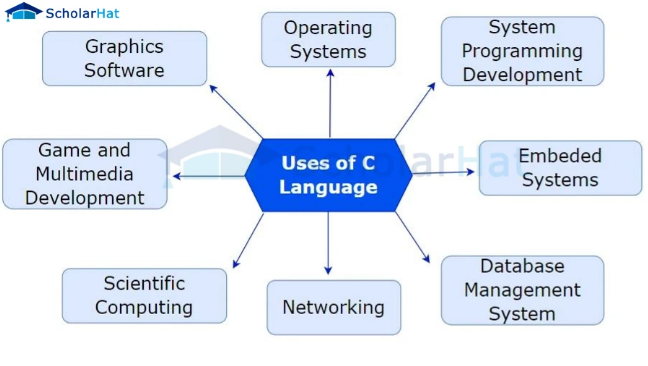 ScholarHat
Graphics
Software
Operating
Systems
System
Programming
Development
Game and
Multimedia
Development
Uses of C
Language
ScholarHat
Embeded
Systems
Scientific
Computing
Networking
Database
Management
System